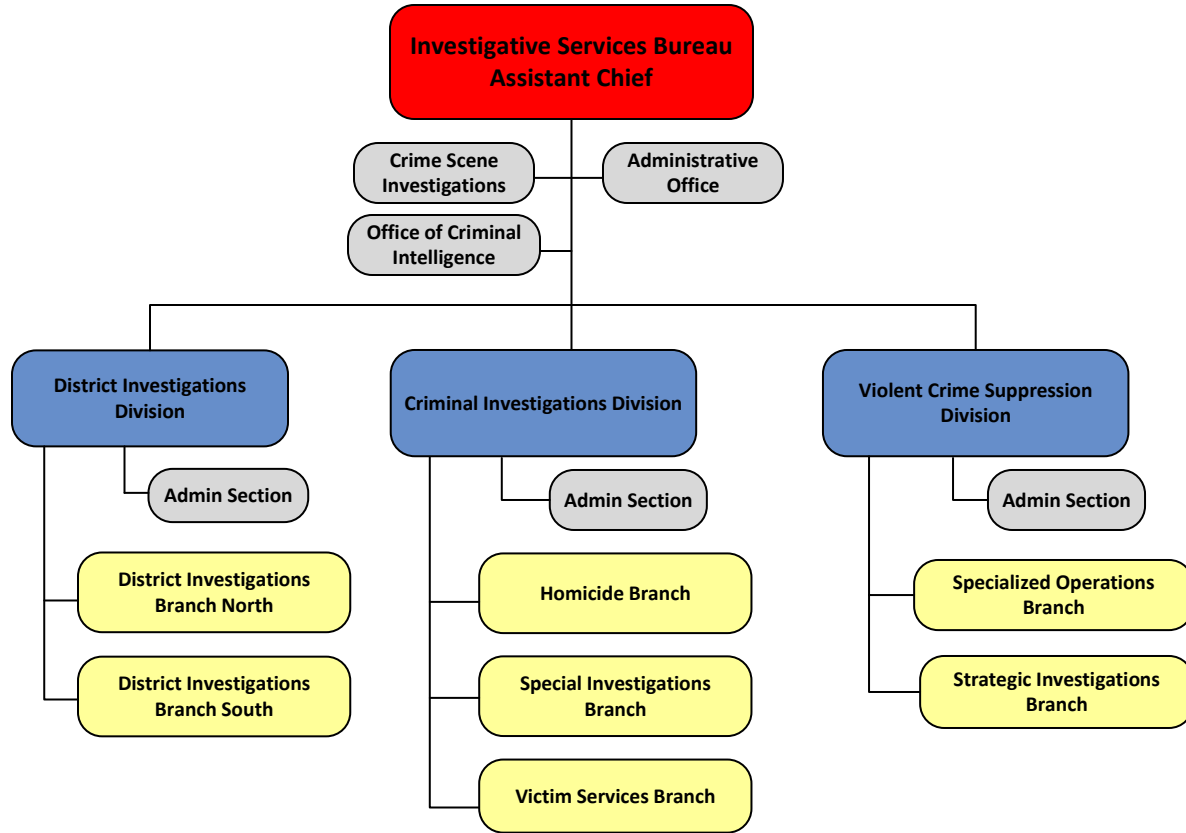 Investigative Services Bureau
Assistant Chief
Crime Scene
Investigations
Administrative
Office
Office of Criminal
Intelligence
District Investigations
Division
Admin Section
District Investigations
Branch North
District Investigations
Branch South
Criminal Investigations Division
Admin Section
Homicide Branch
Special Investigations
Branch
Victim Services Branch
Violent Crime Suppression
Division
Admin Section
Specialized Operations
Branch
Strategic Investigations
Branch